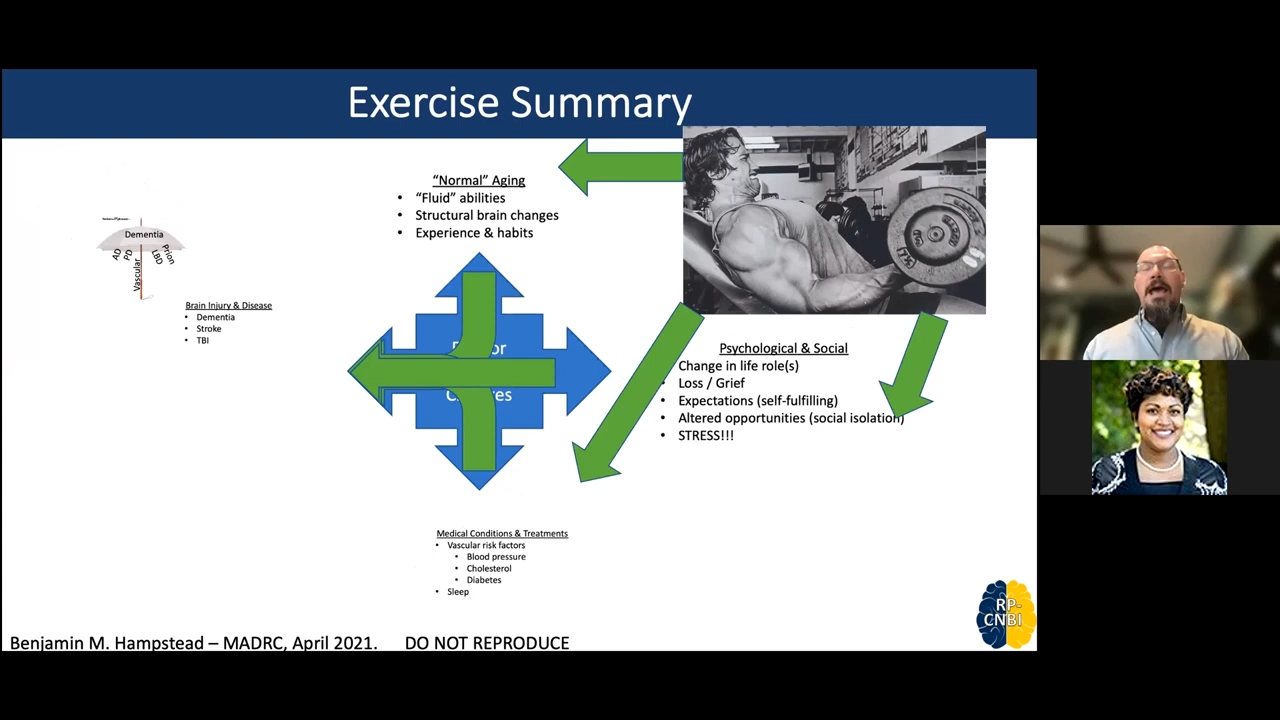 Exercise Summary
"Normal" Aging
• "Fluid" abilities
• Structural brain changes
• Experience & habits
Dementia
AD
PD
Vascular
LBD
Prion
Brain Injury & Disease
• Dementia
• Stroke
• TBI
Psychological & Social
Change in life role(s)
• Loss / Grief
• Expectations (self-fulfilling)
• Altered opportunities (social isolation)
• STRESS!!!
Medical Conditions & Treatments
• Vascular risk factors
• Blood pressure
• Cholesterol
• Diabetes
• Sleep
RP-
CNBI
Benjamin M. Hampstead – MADRC, April 2021. DO NOT REPRODUCE